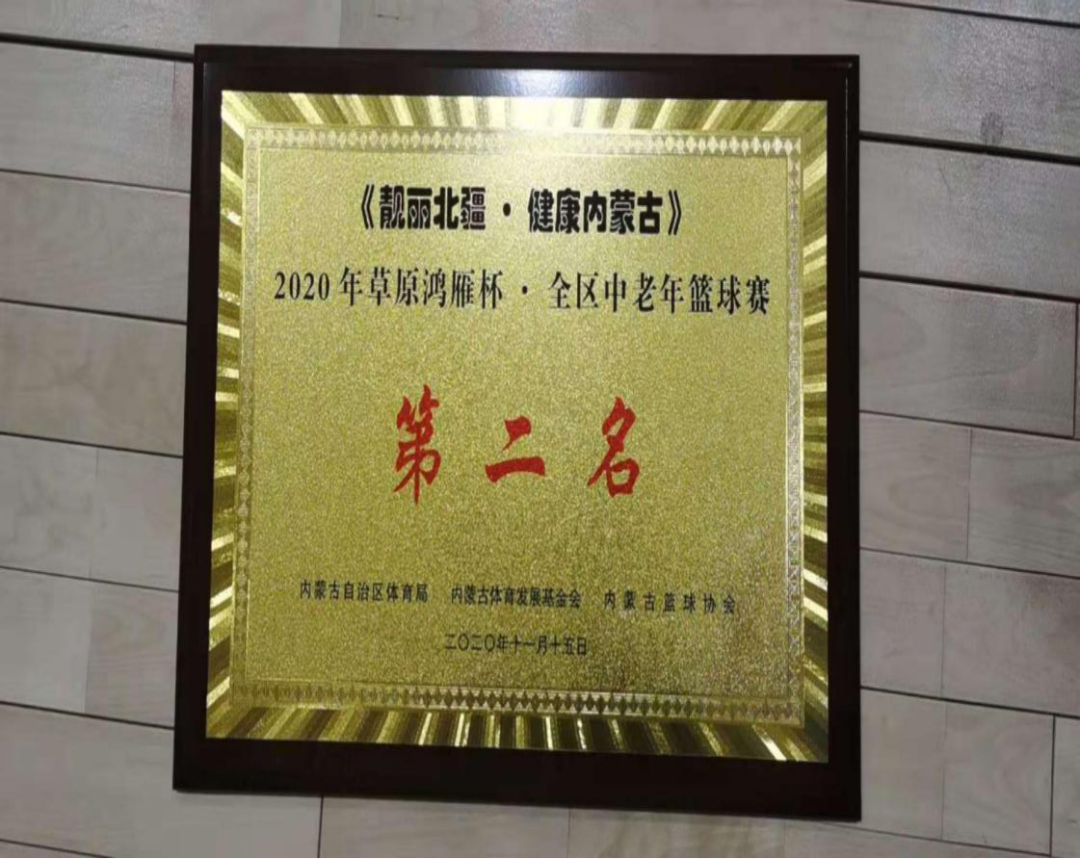 《靓丽北疆·健康内蒙古》
2020年草原鸿雁杯·全区中老年篮球赛
第二名
内蒙古自治区体育局 内蒙古体育发展基金会 内蒙古篮球协会
二〇二〇年十一月十五日